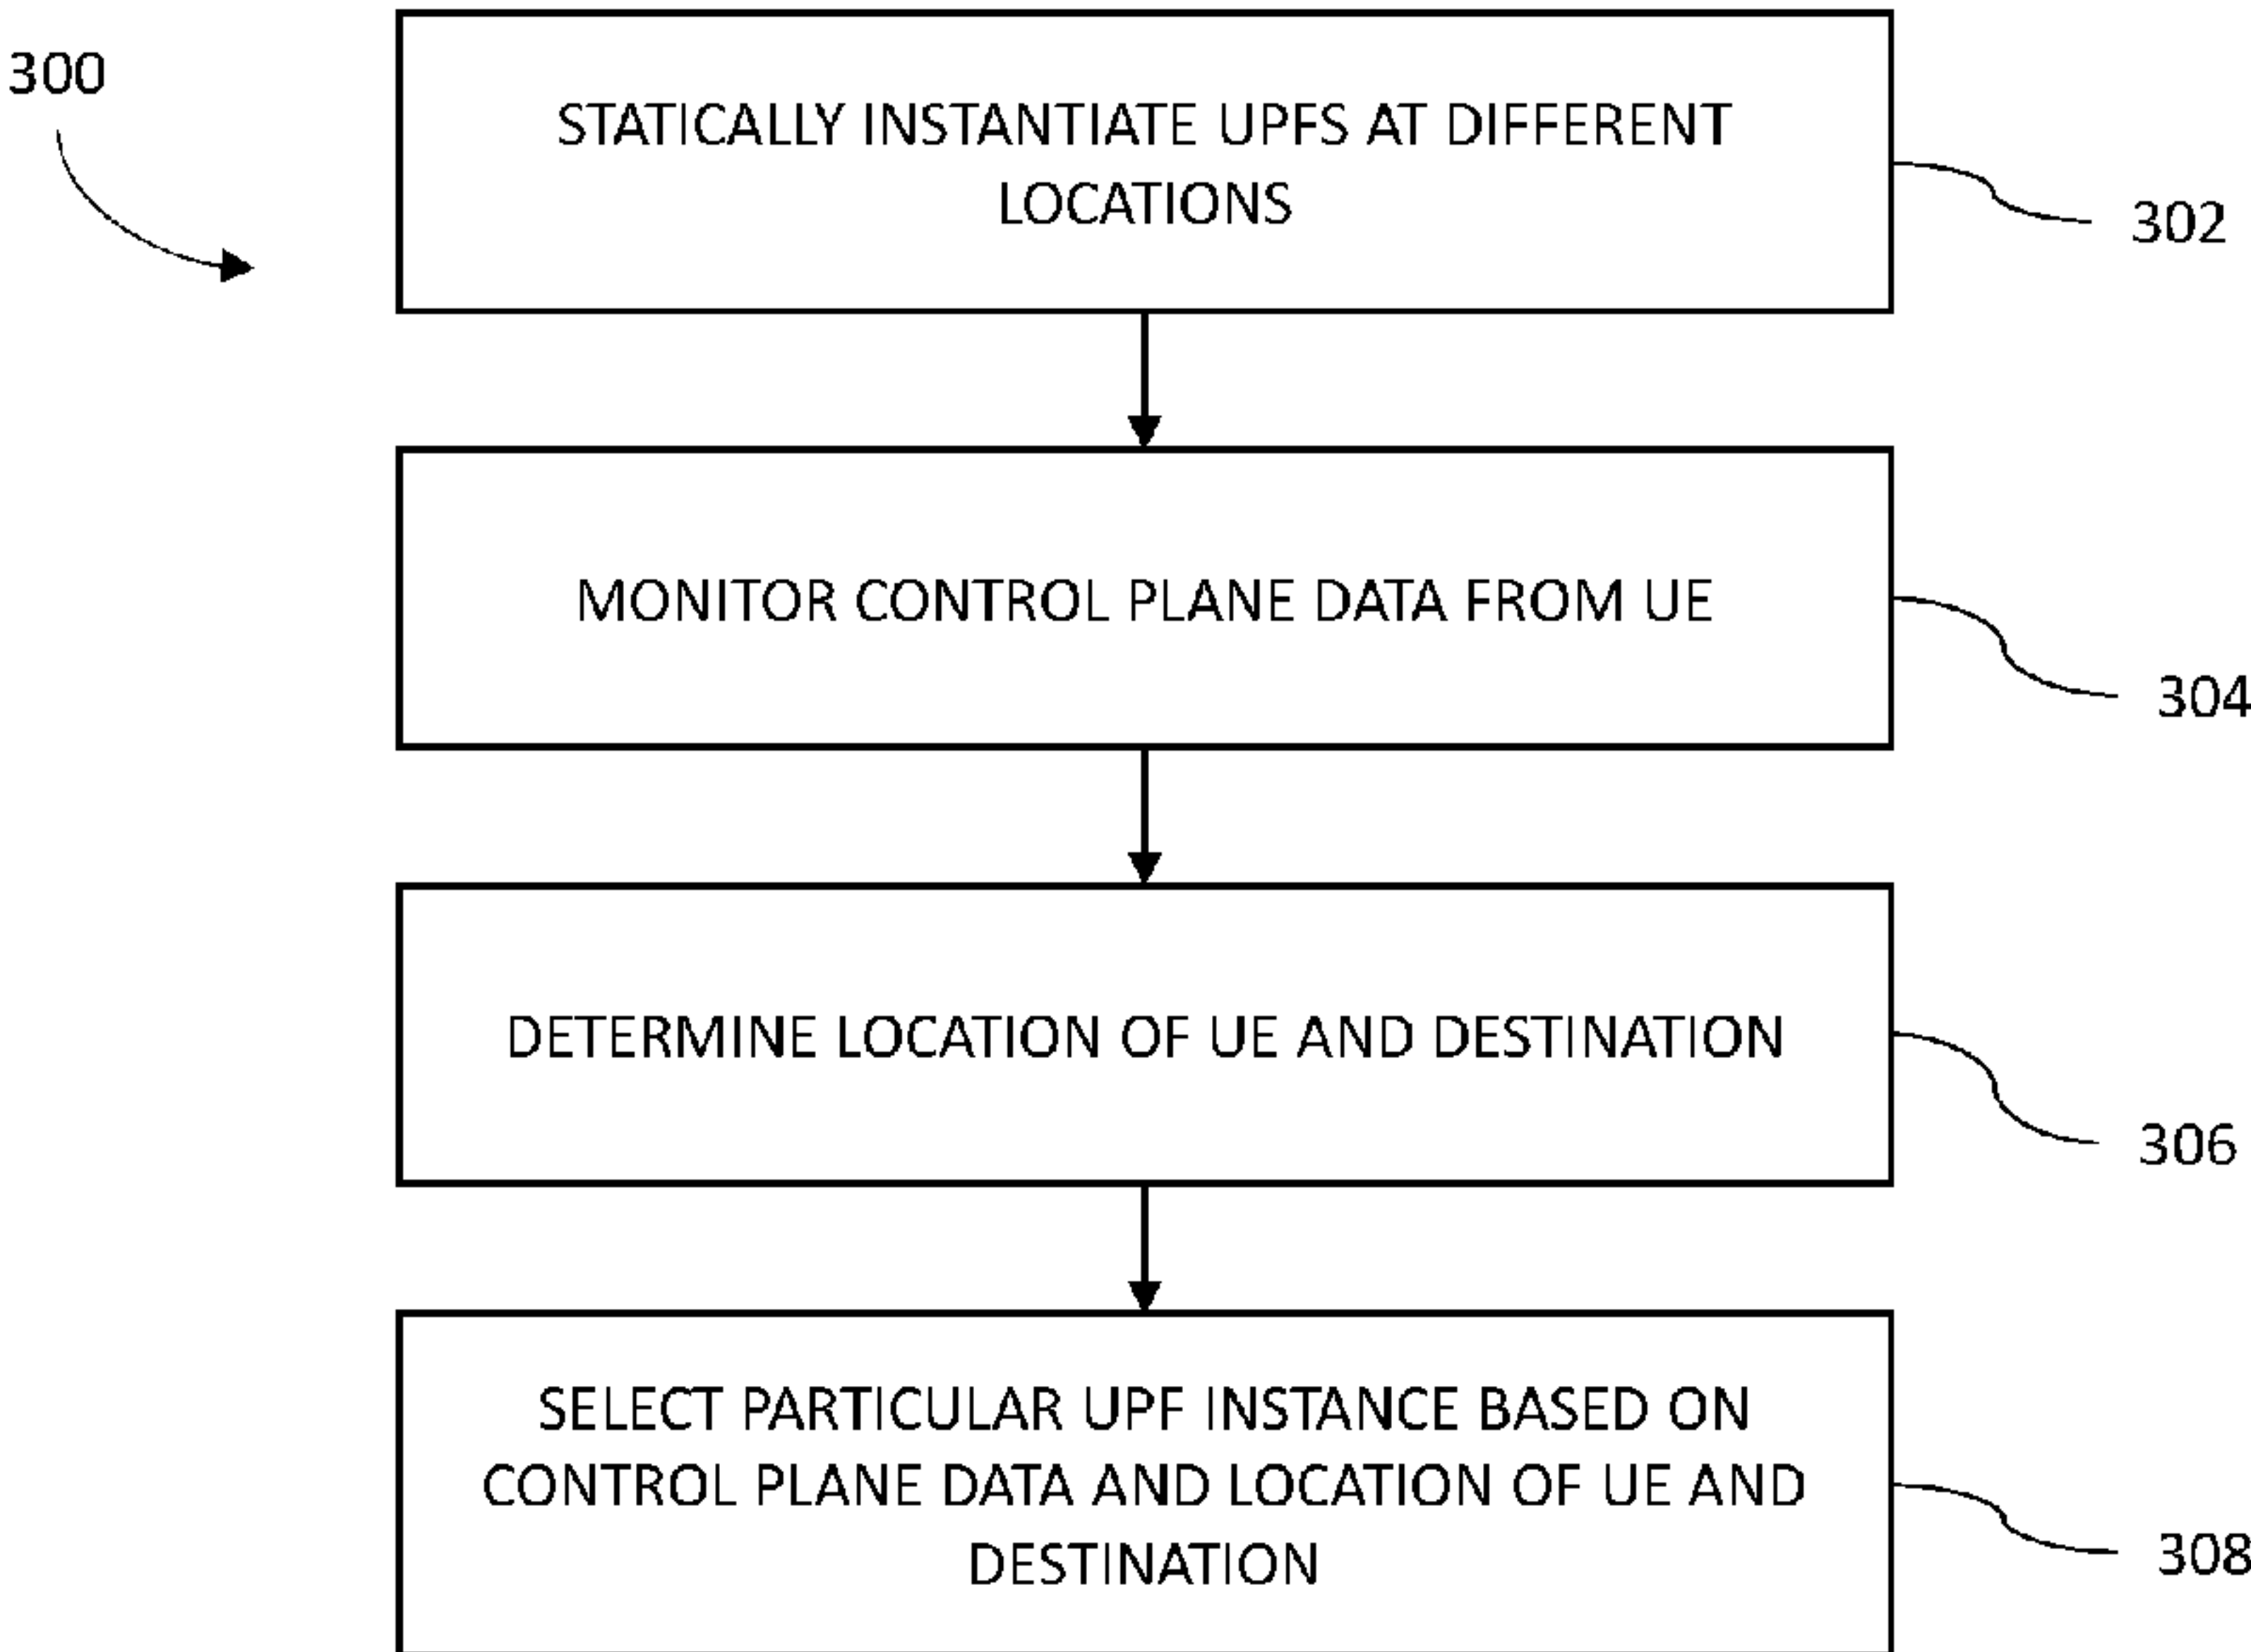 300
STATICALLY INSTANTIATE UPFS AT DIFFERENT
LOCATIONS
302
MONITOR CONTROL PLANE DATA FROM UE
304
DETERMINE LOCATION OF UE AND DESTINATION
306
SELECT PARTICULAR UPF INSTANCE BASED ON
CONTROL PLANE DATA AND LOCATION OF UE AND
DESTINATION
308